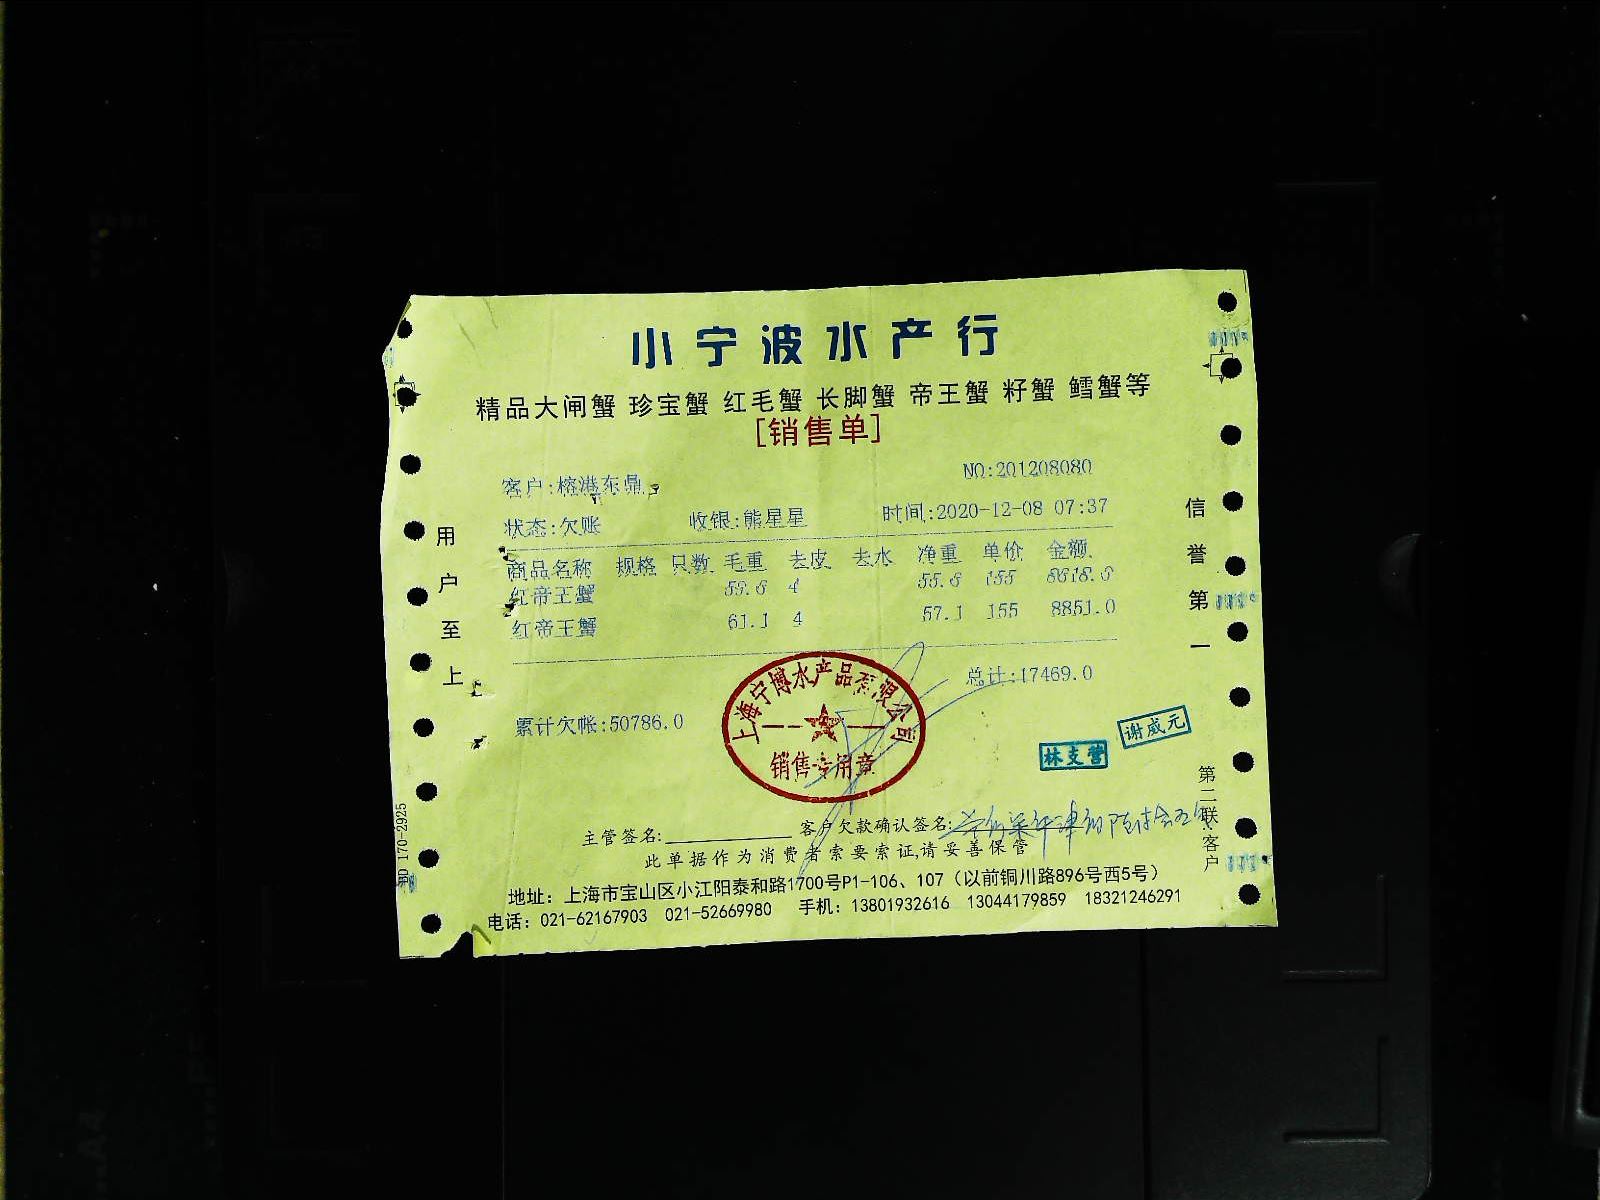 小宁波水产行
精品大闸蟹 珍宝蟹 红毛蟹 长脚蟹 帝王蟹 籽蟹 鳕蟹等
[销售单]
NO:201208080
客户:榕港东鼎
状态:欠账 收银:熊星星 时间:2020-12-08 07:37
商品名称 规格 只数 毛重 去皮 去水 净重 单价 金额
红帝王蟹 59.6 4 55.6 155 8618.0
红帝王蟹 61.1 4 57.1 155 8851.0
总计:17469.0
累计欠帐:50786.0
上海宁博水产品有限公司
销售专用章
林支营
谢威元
主管签名: 客户欠款确认签名:
此单据作为消费者索要索证,请妥善保管
地址：上海市宝山区小江阳泰和路1700号P1-106、107（以前铜川路896号西5号）
电话：021-62167903 021-52669980 手机：13801932616 13044179859 18321246291
用户至上
信誉第一
第二联客户
170-2925